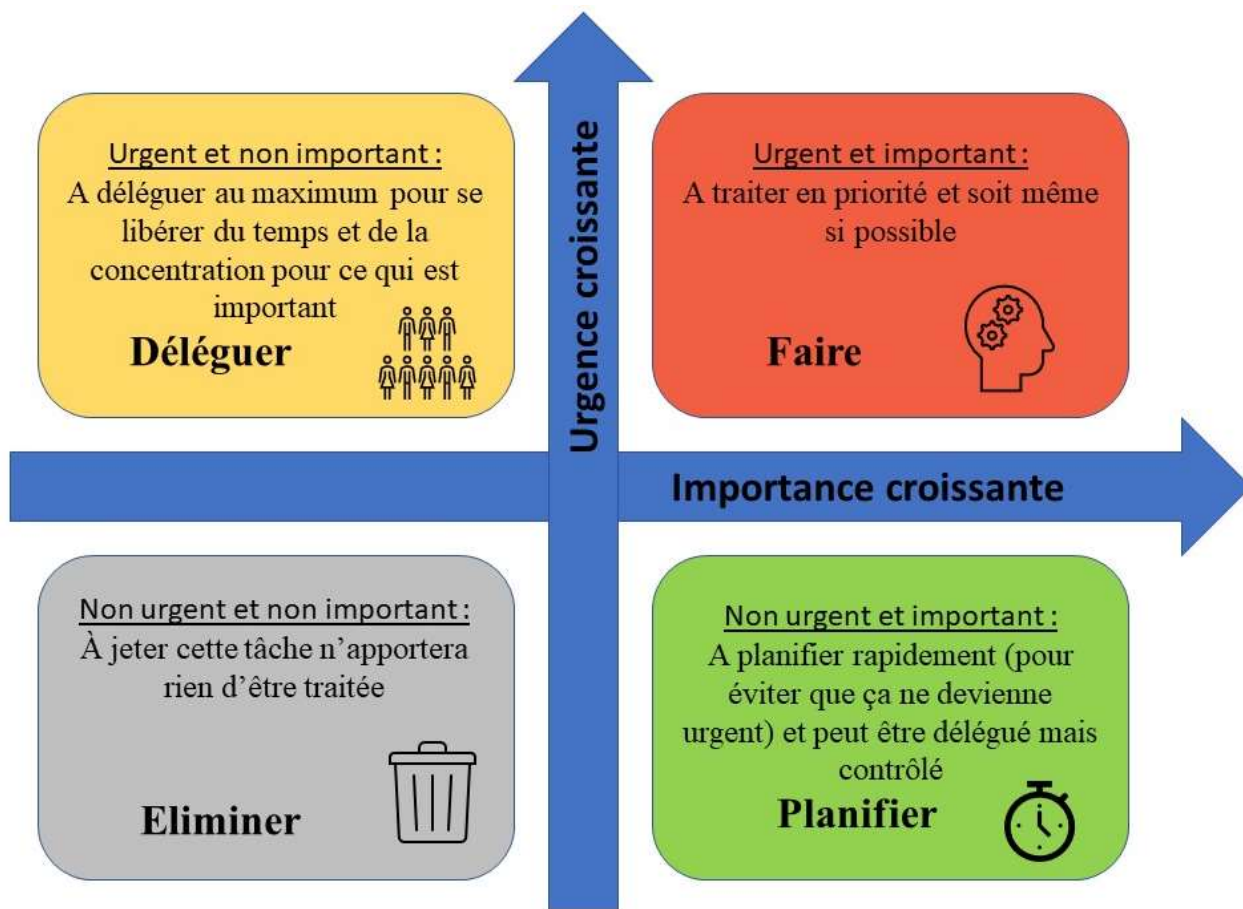 Urgent et non important :
A déléguer au maximum pour se
libérer du temps et de la
concentration pour ce qui est
important
Déléguer
Urgence croissante
Urgent et important :
A traiter en priorité et soit même
si possible
Faire
Importance croissante
Non urgent et non important :
À jeter cette tâche n’apportera
rien d’être traitée
Eliminer
Non urgent et important :
A planifier rapidement (pour
éviter que ça ne devienne
urgent) et peut être délégué mais
contrôlé
Planifier